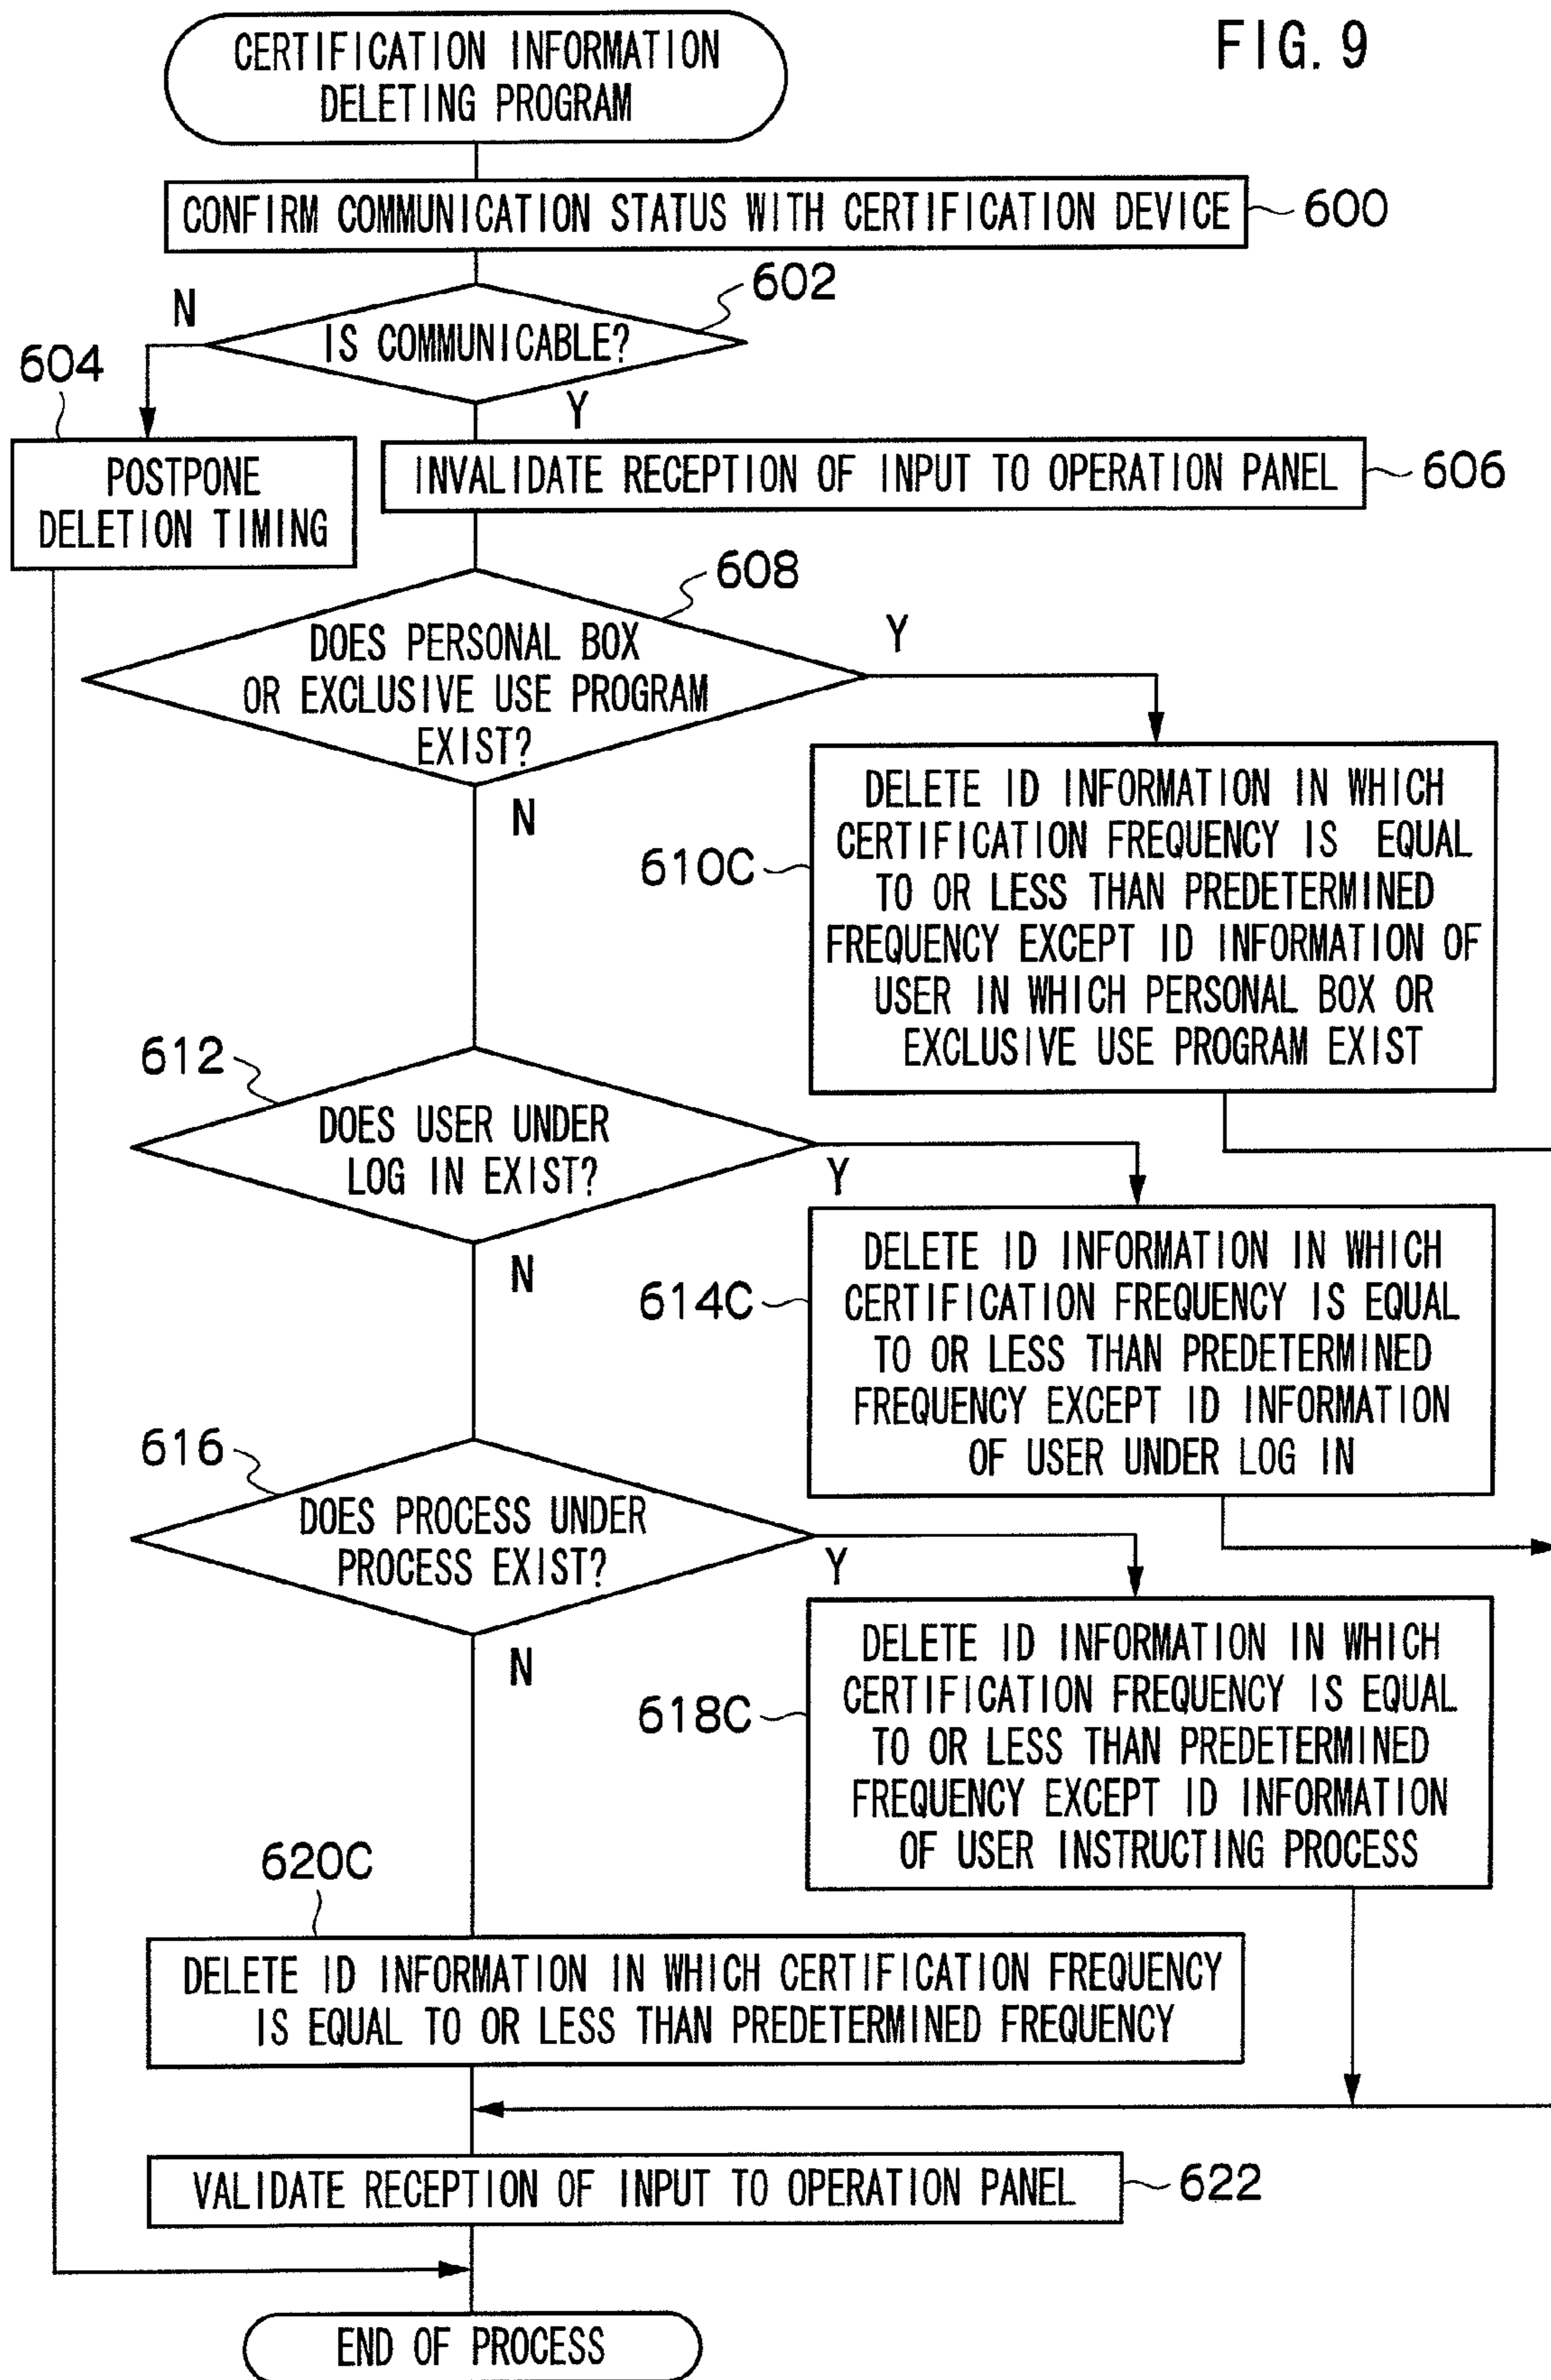 FIG. 9
CERTIFICATION INFORMATION
DELETING PROGRAM
CONFIRM COMMUNICATION STATUS WITH CERTIFICATION DEVICE
600
602
N
IS COMMUNICABLE?
Y
604
POSTPONE
DELETION TIMING
INVALIDATE RECEPTION OF INPUT TO OPERATION PANEL
606
608
DOES PERSONAL BOX
OR EXCLUSIVE USE PROGRAM
EXIST?
Y
N
610C
DELETE ID INFORMATION IN WHICH
CERTIFICATION FREQUENCY IS EQUAL
TO OR LESS THAN PREDETERMINED
FREQUENCY EXCEPT ID INFORMATION OF
USER IN WHICH PERSONAL BOX OR
EXCLUSIVE USE PROGRAM EXIST
612
DOES USER UNDER
LOG IN EXIST?
Y
N
614C
DELETE ID INFORMATION IN WHICH
CERTIFICATION FREQUENCY IS EQUAL
TO OR LESS THAN PREDETERMINED
FREQUENCY EXCEPT ID INFORMATION
OF USER UNDER LOG IN
616
DOES PROCESS UNDER
PROCESS EXIST?
Y
N
618C
DELETE ID INFORMATION IN WHICH
CERTIFICATION FREQUENCY IS EQUAL
TO OR LESS THAN PREDETERMINED
FREQUENCY EXCEPT ID INFORMATION
OF USER INSTRUCTING PROCESS
620C
DELETE ID INFORMATION IN WHICH CERTIFICATION FREQUENCY
IS EQUAL TO OR LESS THAN PREDETERMINED FREQUENCY
VALIDATE RECEPTION OF INPUT TO OPERATION PANEL
622
END OF PROCESS